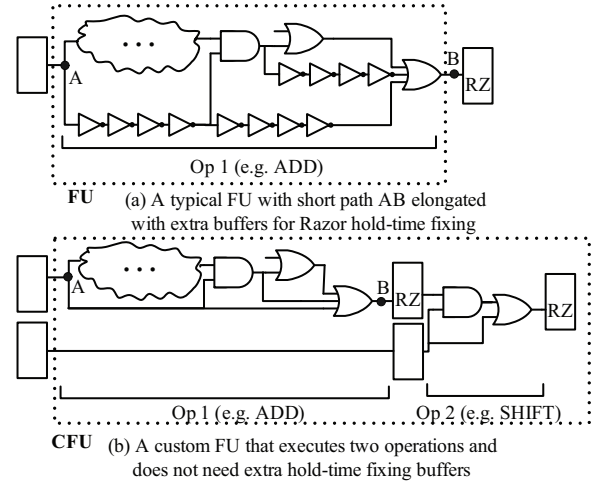 ...
A
B
RZ
Op 1 (e.g. ADD)
FU (a) A typical FU with short path AB elongated
with extra buffers for Razor hold-time fixing
...
A
B
RZ
RZ
Op 1 (e.g. ADD) Op 2 (e.g. SHIFT)
CFU (b) A custom FU that executes two operations and
does not need extra hold-time fixing buffers